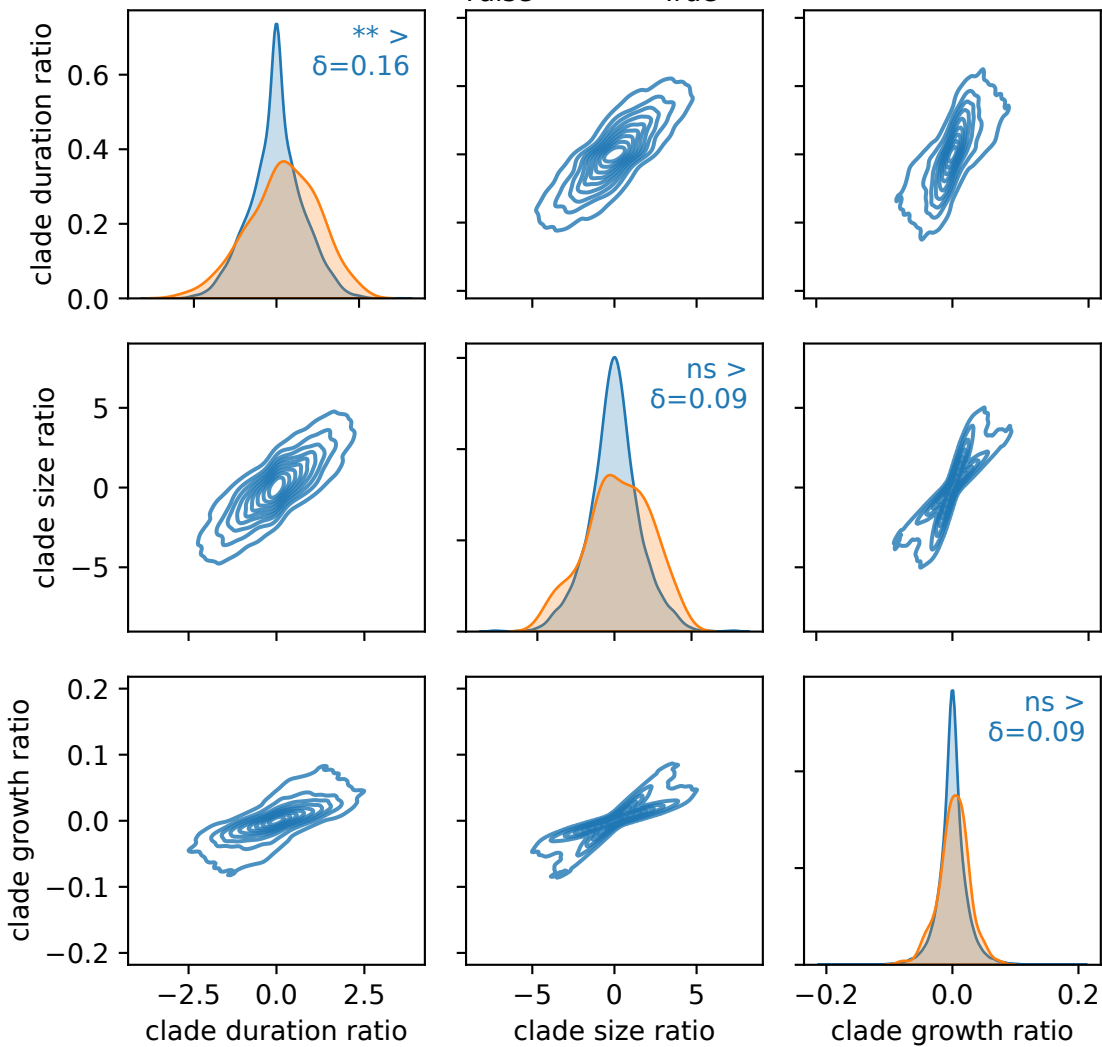 ** >
δ=0.16
clade duration ratio
0.6
0.4
0.2
0.0
ns >
δ=0.09
clade size ratio
5
0
−5
ns >
δ=0.09
clade growth ratio
0.2
0.1
0.0
−0.1
−0.2
−2.5 0.0 2.5 −5 0 5 −0.2 0.0 0.2
clade duration ratio clade size ratio clade growth ratio